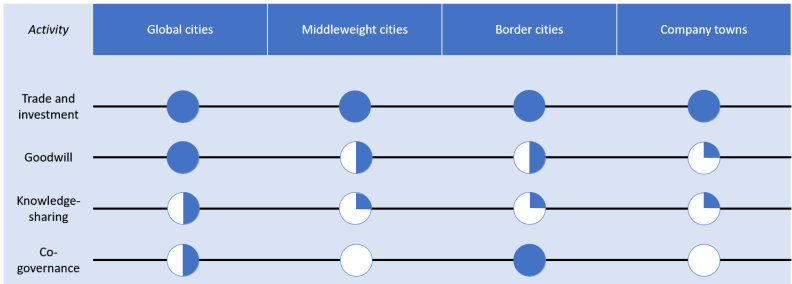 Activity
Global cities
Middleweight cities
Border cities
Company towns
Trade and
investment
Goodwill
Knowledge-
sharing
Co-
governance